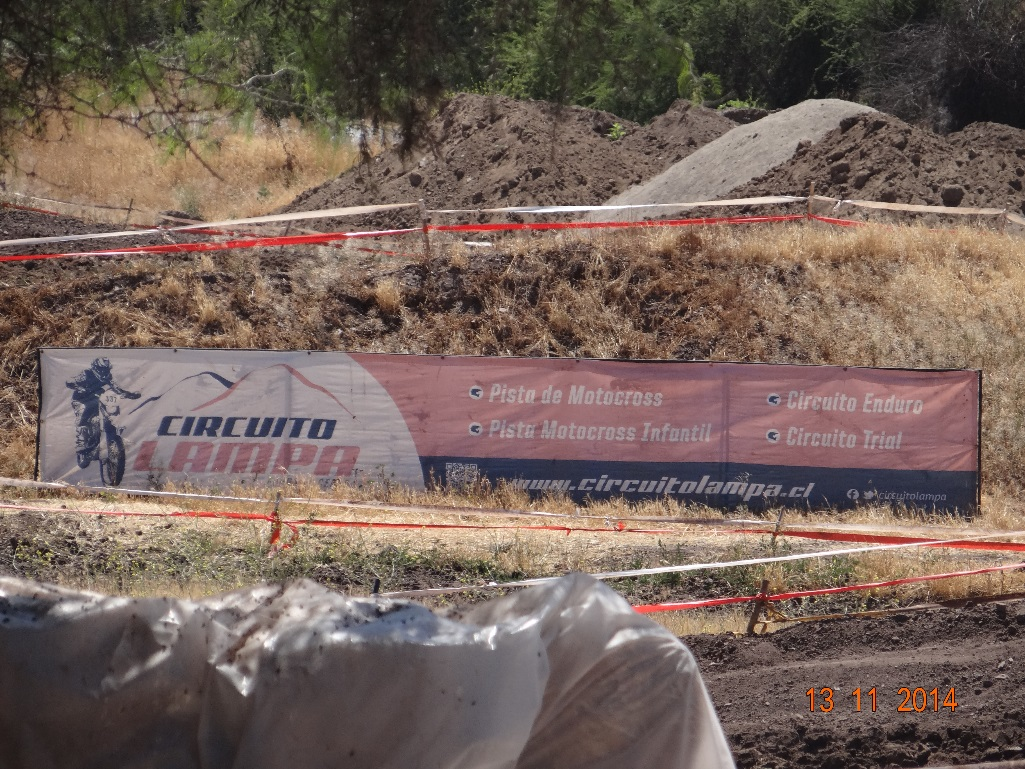 CIRCUITO
LAMPA
Pista de Motocross
Pista Motocross Infantil
Circuito Enduro
Circuito Trial
www.circuitolampa.cl
circuitolampa
13 11 2014